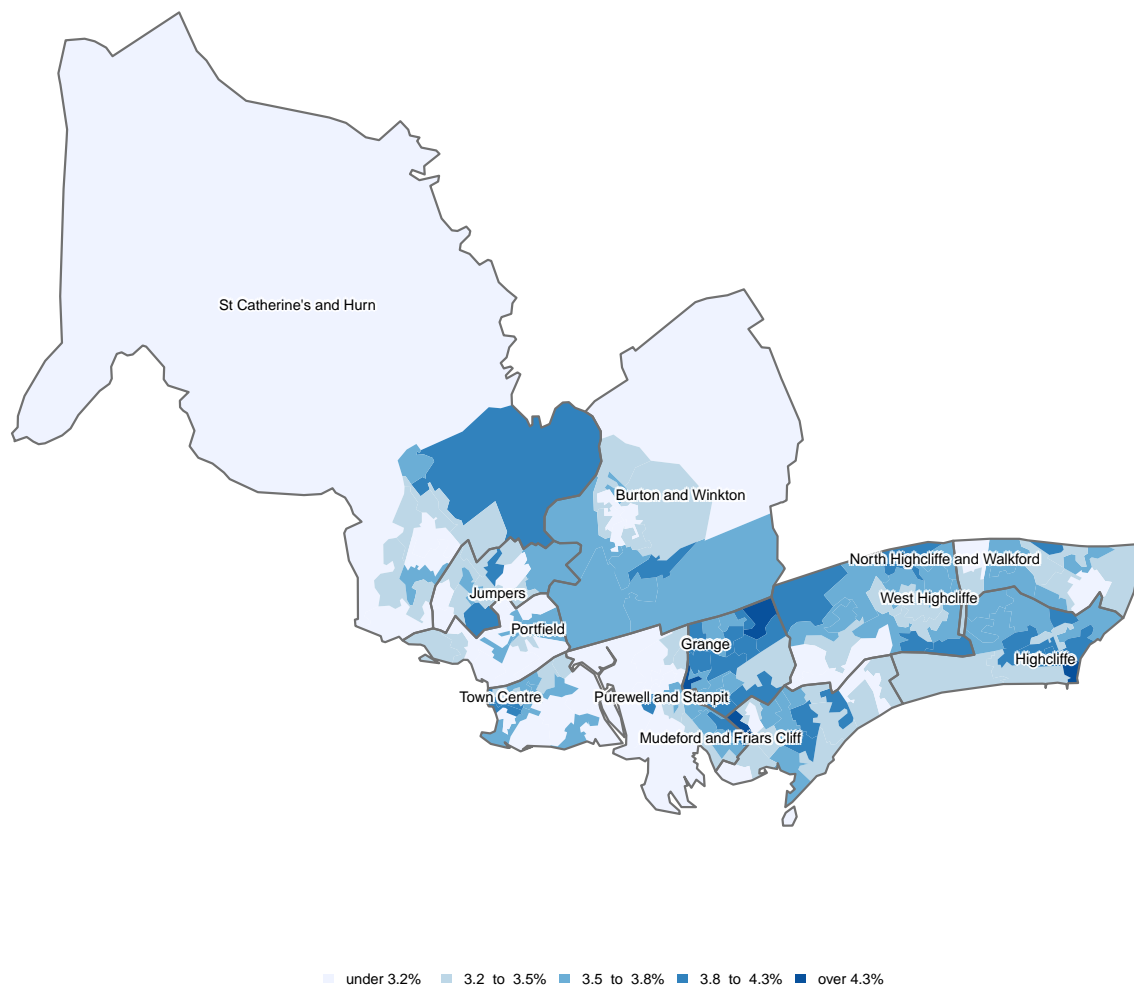 St Catherine's and Hurn
Burton and Winkton
North Highcliffe and Walkford
Jumpers
West Highcliffe
Portfield
Grange
Highcliffe
Town Centre
Purewell and Stanpit
Mudeford and Friars Cliff
under 3.2% 3.2 to 3.5% 3.5 to 3.8% 3.8 to 4.3% over 4.3%